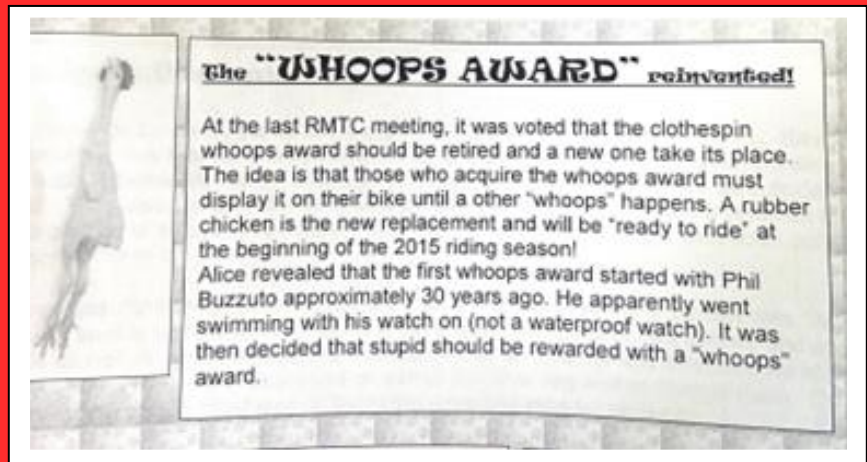 The "WHOOPS AWARD" reinvented!
At the last RMTC meeting, it was voted that the clothespin
whoops award should be retired and a new one take its place.
The idea is that those who acquire the whoops award must
display it on their bike until a other "whoops" happens. A rubber
chicken is the new replacement and will be "ready to ride" at
the beginning of the 2015 riding season!
Alice revealed that the first whoops award started with Phil
Buzzuto approximately 30 years ago. He apparently went
swimming with his watch on (not a waterproof watch). It was
then decided that stupid should be rewarded with a "whoops"
award.